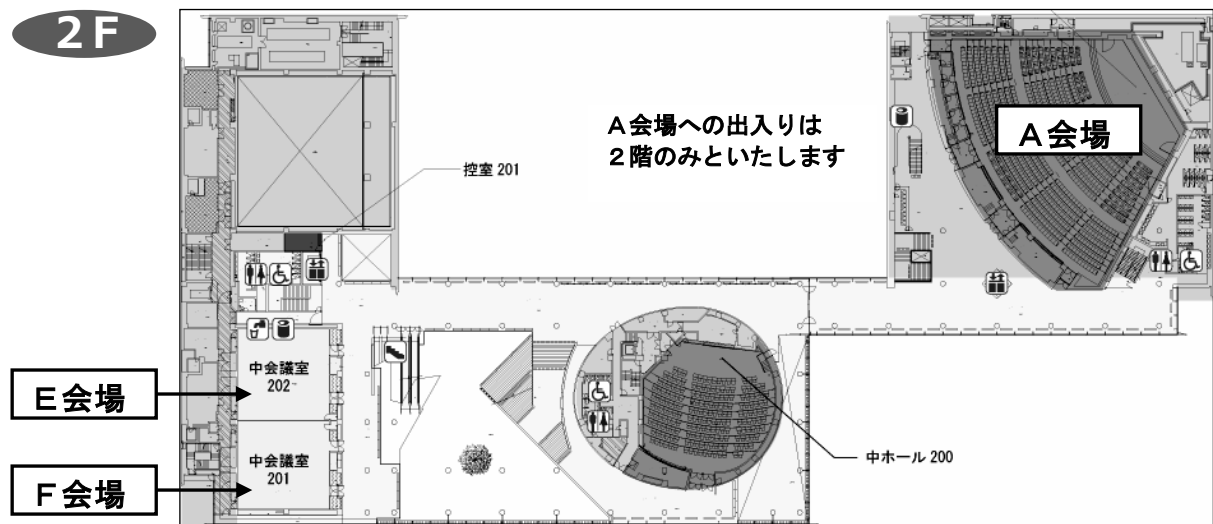 2F
A会場への出入りは
2階のみといたします
A会場
控室 201
中会議室
202
E会場
中会議室
201
F会場
中ホール 200